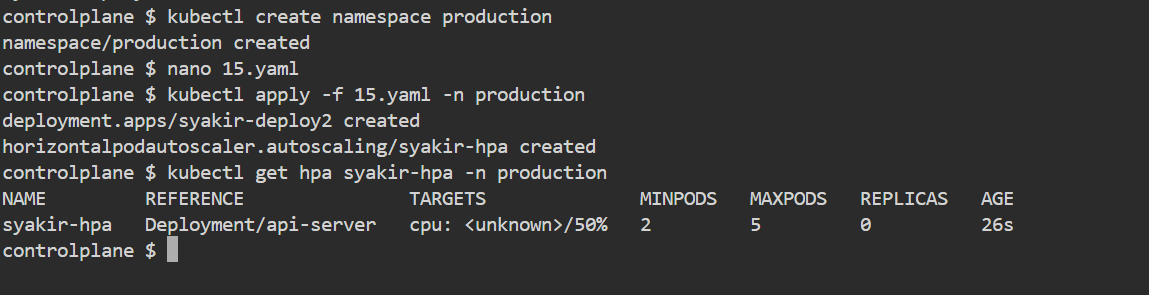 controlplane $ kubectl create namespace production
namespace/production created
controlplane $ nano 15.yaml
controlplane $ kubectl apply -f 15.yaml -n production
deployment.apps/syakir-deploy2 created
horizontalpodautoscaler.autoscaling/syakir-hpa created
controlplane $ kubectl get hpa syakir-hpa -n production
NAME         REFERENCE               TARGETS              MINPODS   MAXPODS   REPLICAS   AGE
syakir-hpa   Deployment/api-server   cpu: <unknown>/50%   2         5         0          26s
controlplane $